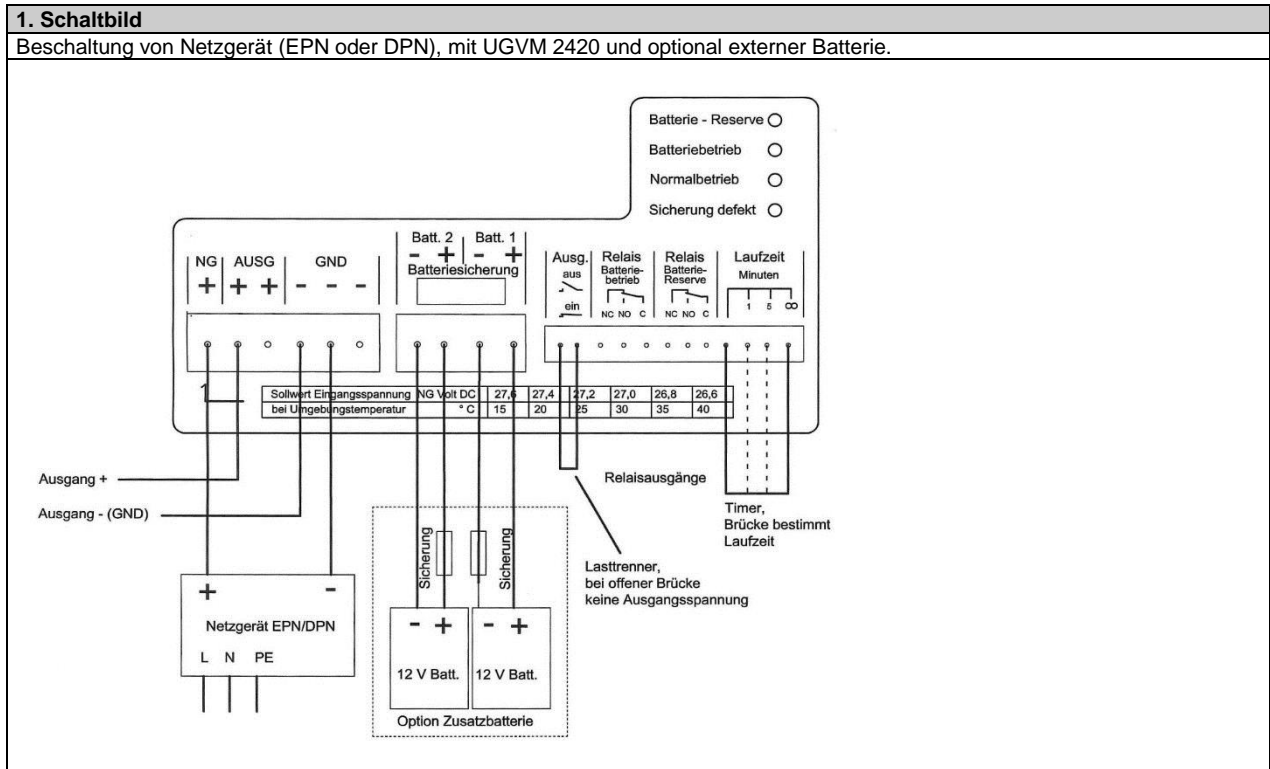 1. Schaltbild
Beschaltung von Netzgerät (EPN oder DPN), mit UGVM 2420 und optional externer Batterie.
Batterie - Reserve
Batteriebetrieb
Normalbetrieb
Sicherung defekt
NG AUSG GND
+ + + - - -
Batt. 2 Batt. 1
- + - +
Batteriesicherung
Ausg.
aus
ein
Relais
Batterie-
betrieb
NC NO C
Relais
Batterie-
Reserve
NC NO C
Laufzeit
Minuten
1 5 ∞
Sollwert Eingangsspannung NG Volt DC 27,6 27,4 27,2 27,0 26,8 26,6
bei Umgebungstemperatur ° C 15 20 25 30 35 40
Ausgang +
Ausgang - (GND)
Relaisausgänge
Timer,
Brücke bestimmt
Laufzeit
Lasttrenner,
bei offener Brücke
keine Ausgangsspannung
+ -
Netzgerät EPN/DPN
L N PE
Sicherung
Sicherung
- + - +
12 V Batt. 12 V Batt.
Option Zusatzbatterie